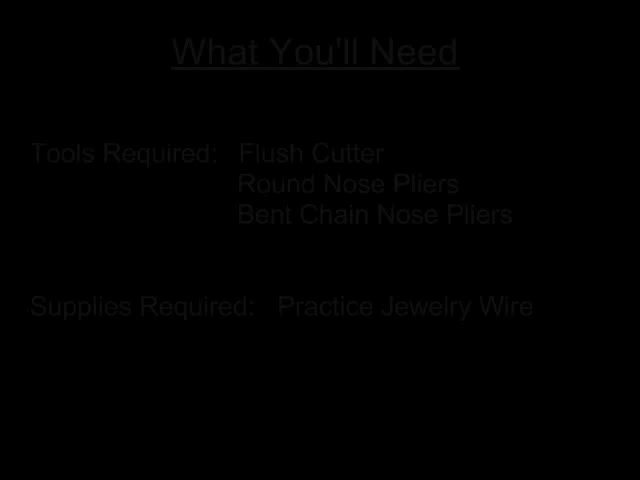 What You'll Need
Tools Required: Flush Cutter
Round Nose Pliers
Bent Chain Nose Pliers
Supplies Required: Practice Jewelry Wire